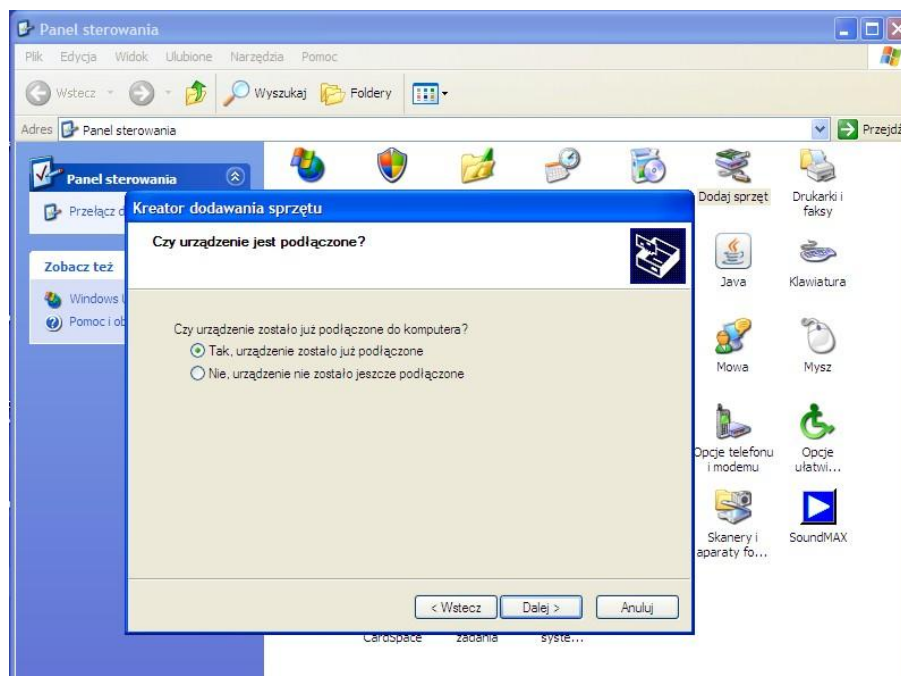 Panel sterowania
Plik Edycja Widok Ulubione Narzędzia Pomoc
Wstecz Wyszukaj Foldery
Adres Panel sterowania Przejdź
Panel sterowania
Przełącz d
Zobacz też
Windows U
Pomoc i ob
Kreator dodawania sprzętu
Czy urządzenie jest podłączone?
Czy urządzenie zostało już podłączone do komputera?
Tak, urządzenie zostało już podłączone
Nie, urządzenie nie zostało jeszcze podłączone
< Wstecz Dalej > Anuluj
Dodaj sprzęt Drukarki i
faksy
Java Klawiatura
Mowa Mysz
Opcje telefonu Opcje
i modemu ułatwi...
Skanery i SoundMAX
aparaty fo...
CardSpace zadania syste...